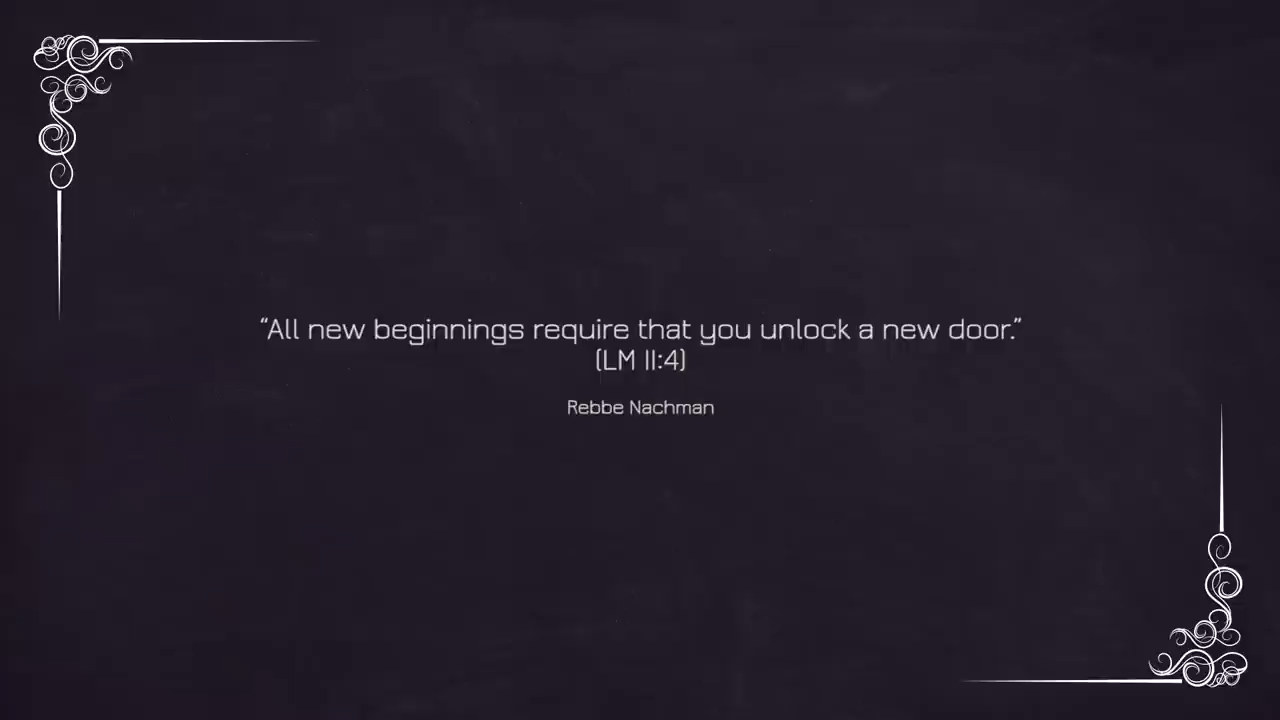 “All new beginnings require that you unlock a new door.”
(LM II:4)
Rebbe Nachman